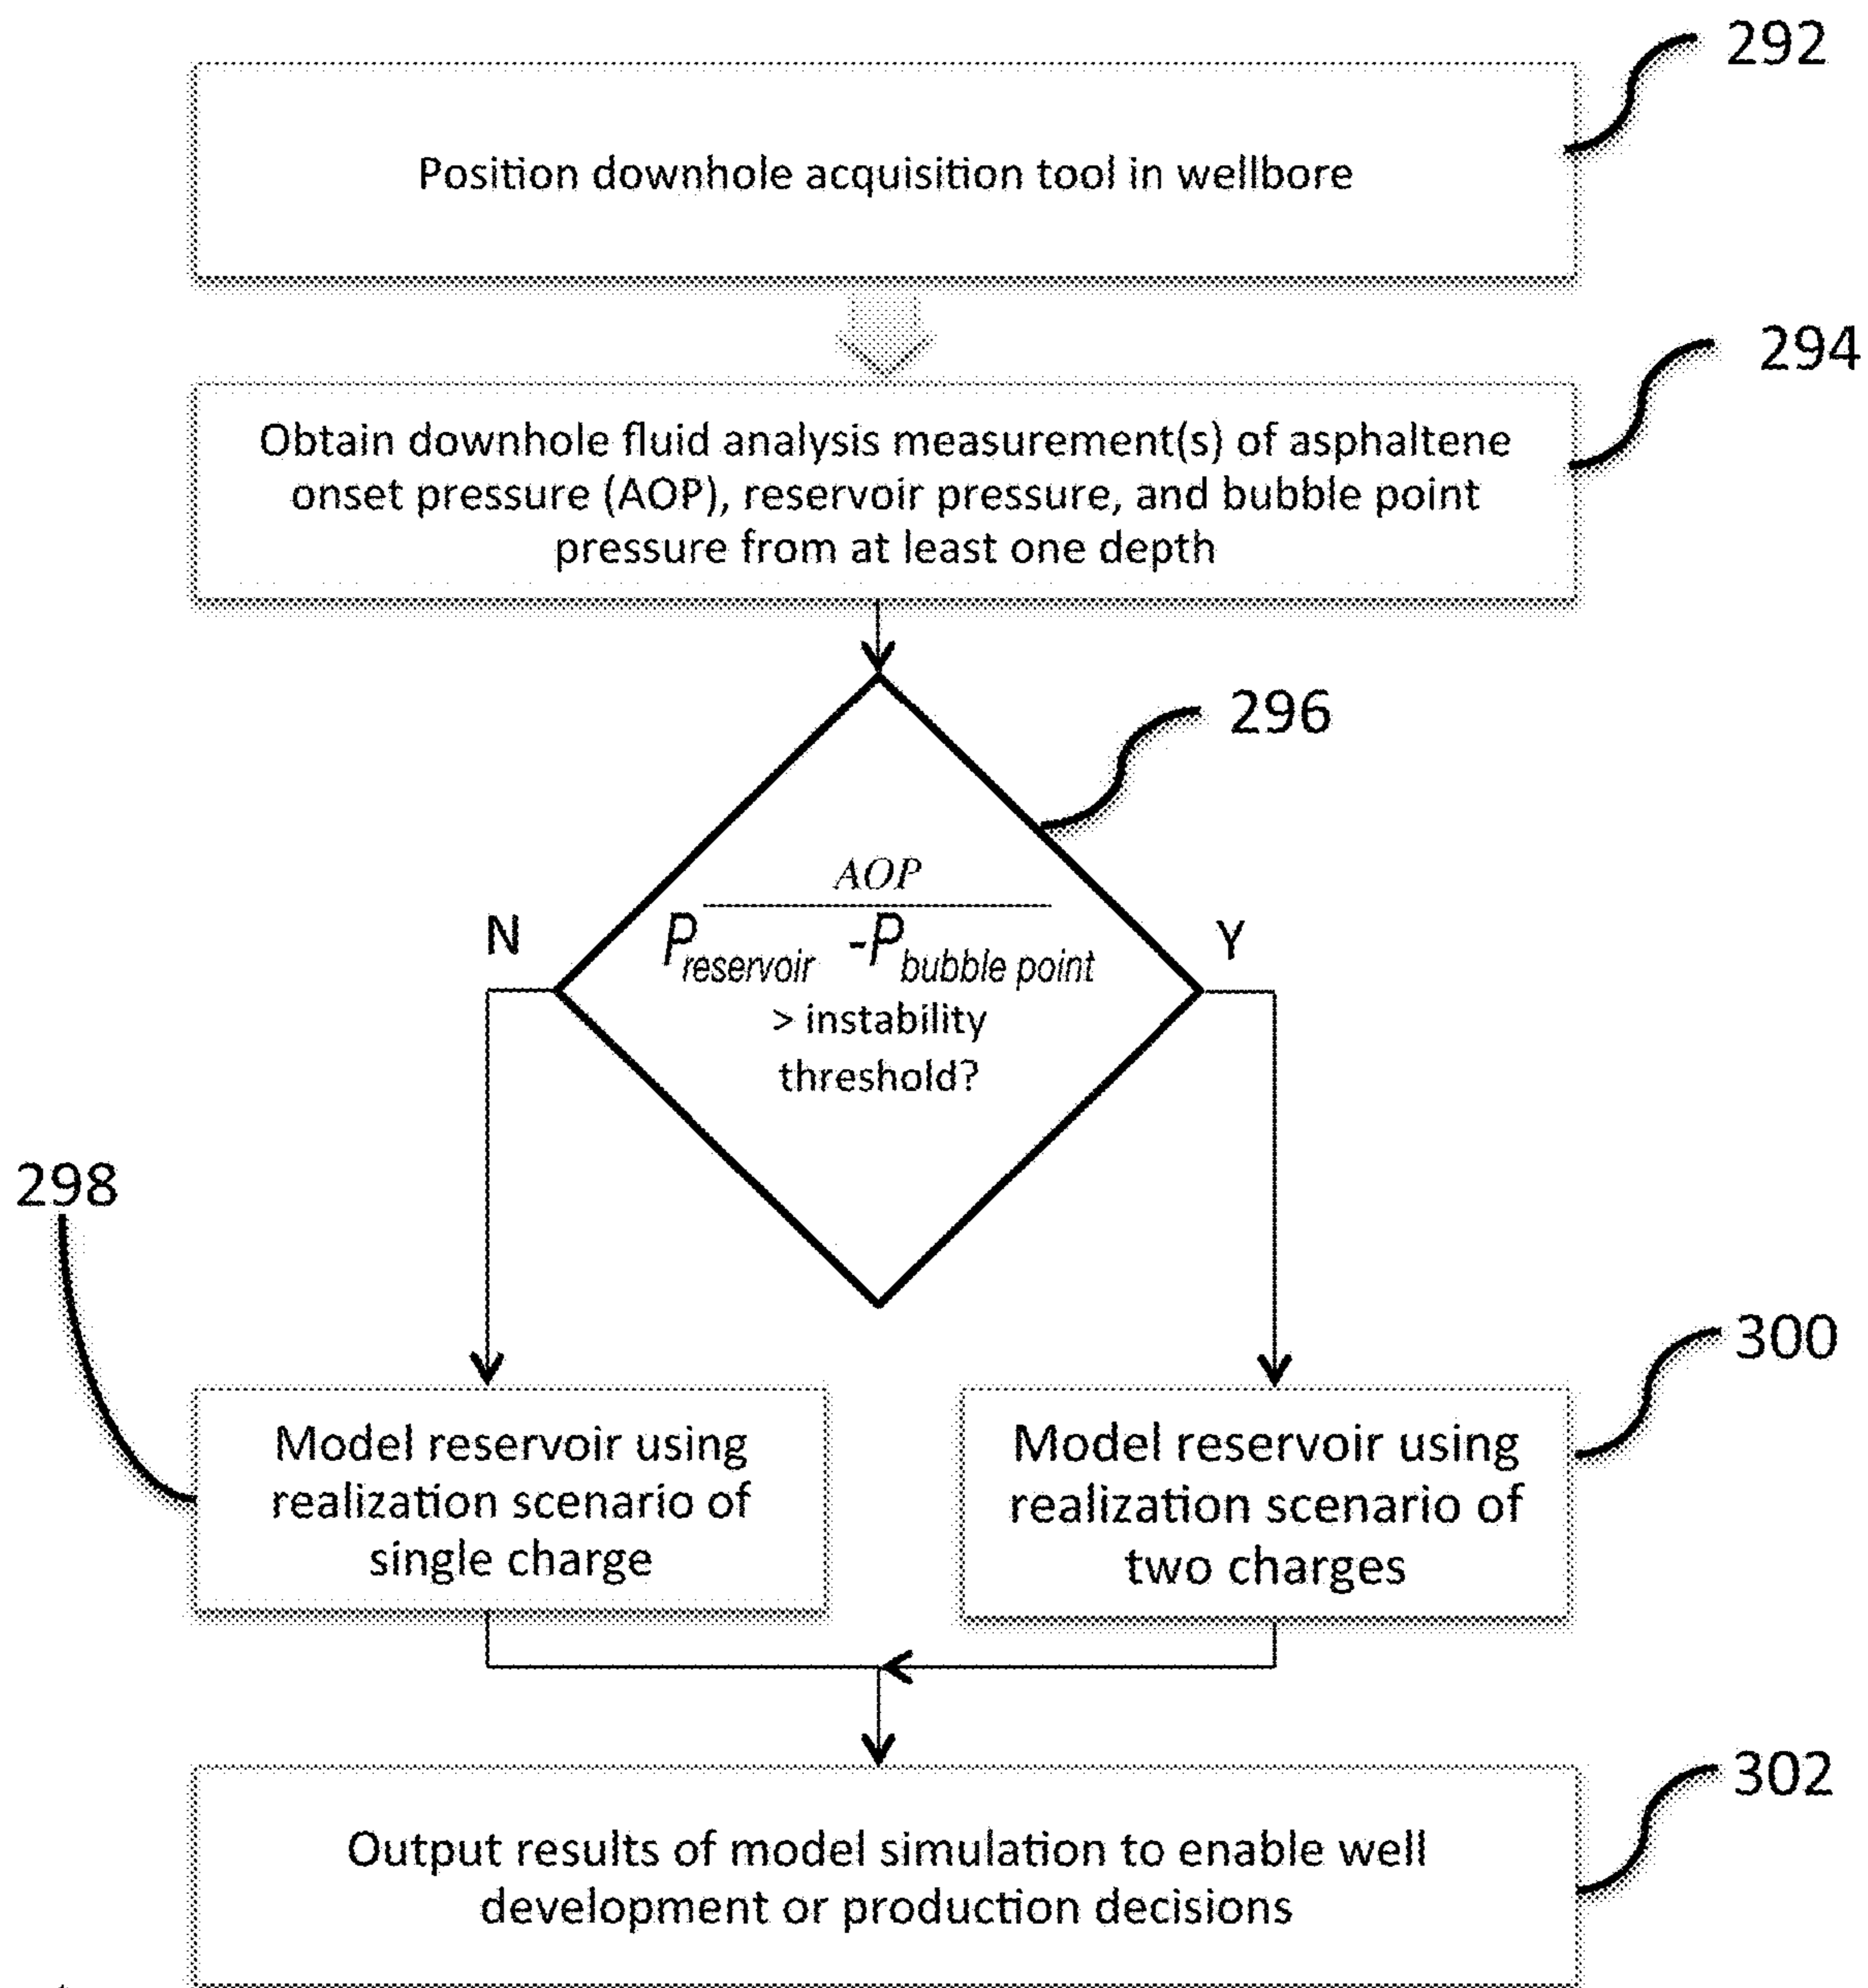 292
Position downhole acquisition tool in wellbore
294
Obtain downhole fluid analysis measurement(s) of asphaltene
onset pressure (AOP), reservoir pressure, and bubble point
pressure from at least one depth
296
AOP
N
Y
Preservoir -Pbubble point
> instability
threshold?
298
300
Model reservoir using
realization scenario of
single charge
Model reservoir using
realization scenario of
two charges
302
Output results of model simulation to enable well
development or production decisions